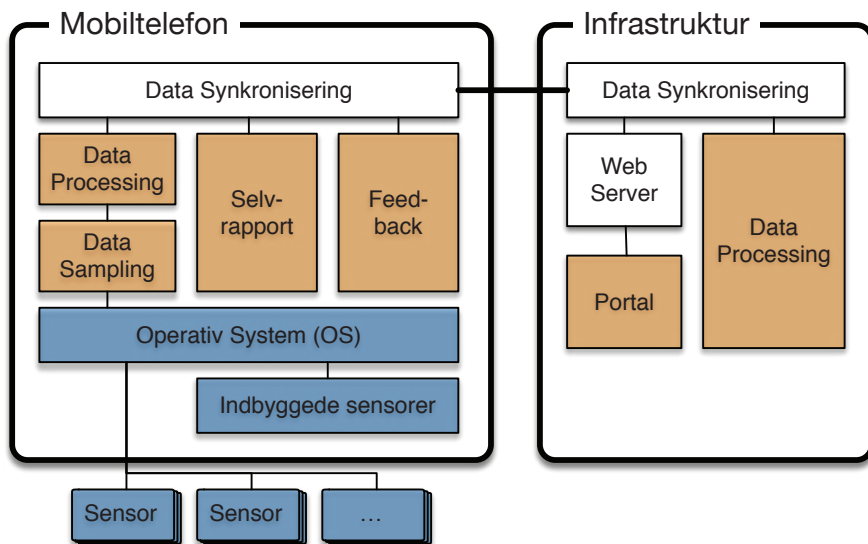 Mobiltelefon
Data Synkronisering
Data
Processing
Selv-
rapport
Feed-
back
Data
Sampling
Operativ System (OS)
Indbyggede sensorer
Sensor
Sensor
...
Infrastruktur
Data Synkronisering
Web
Server
Data
Processing
Portal